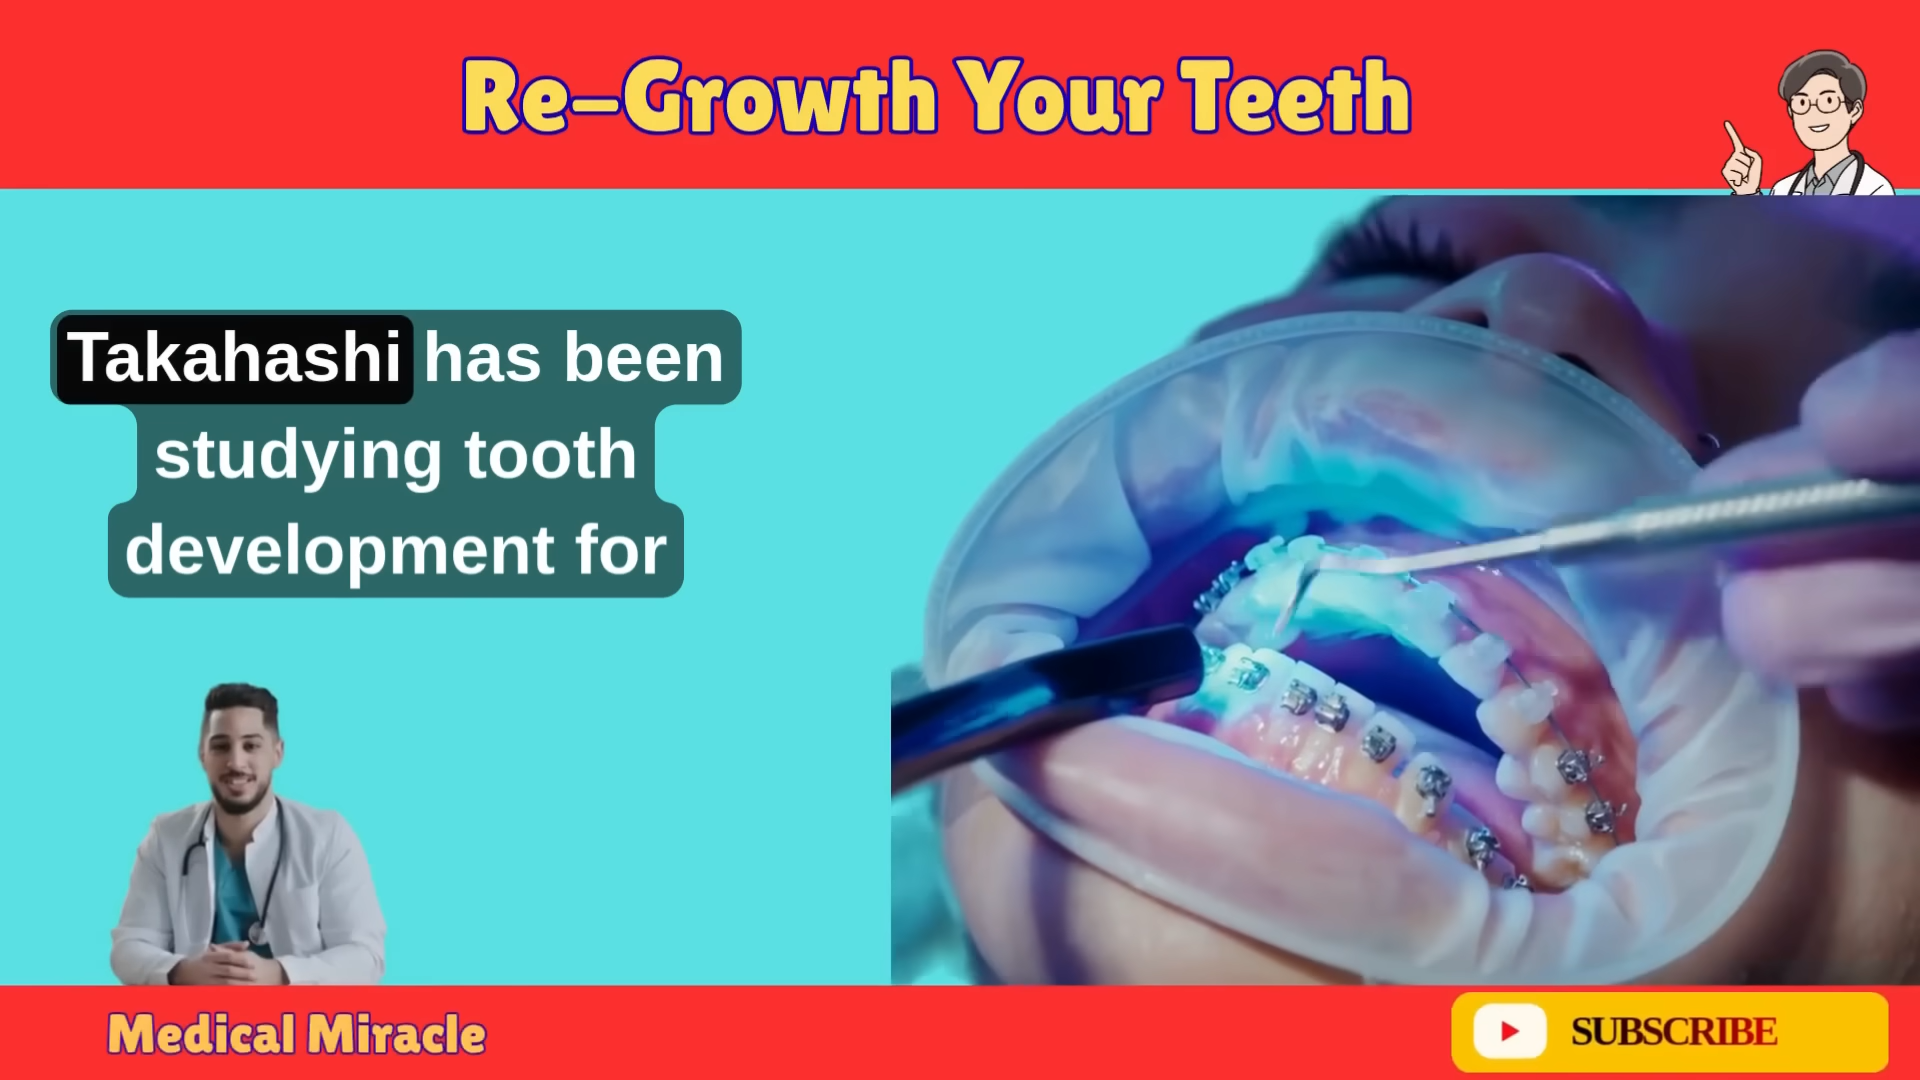 Re-Growth Your Teeth
Takahashi has been
studying tooth
development for
Medical Miracle
SUBSCRIBE